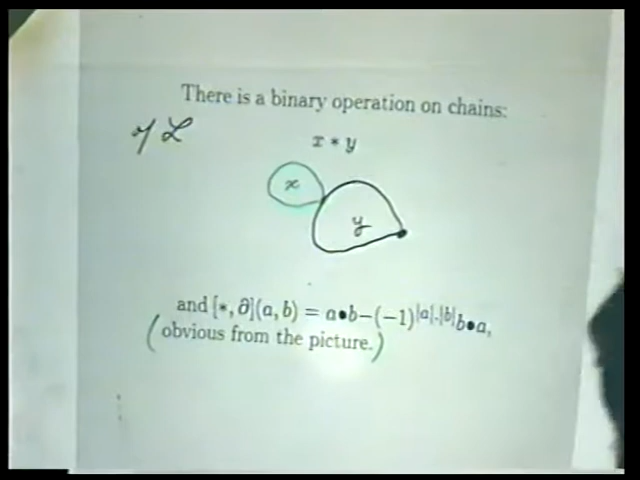 There is a binary operation on chains:
of L
x * y
x
y
and [*, ∂](a, b) = a•b−(−1)^{|a|·|b|}b•a,
(obvious from the picture.)